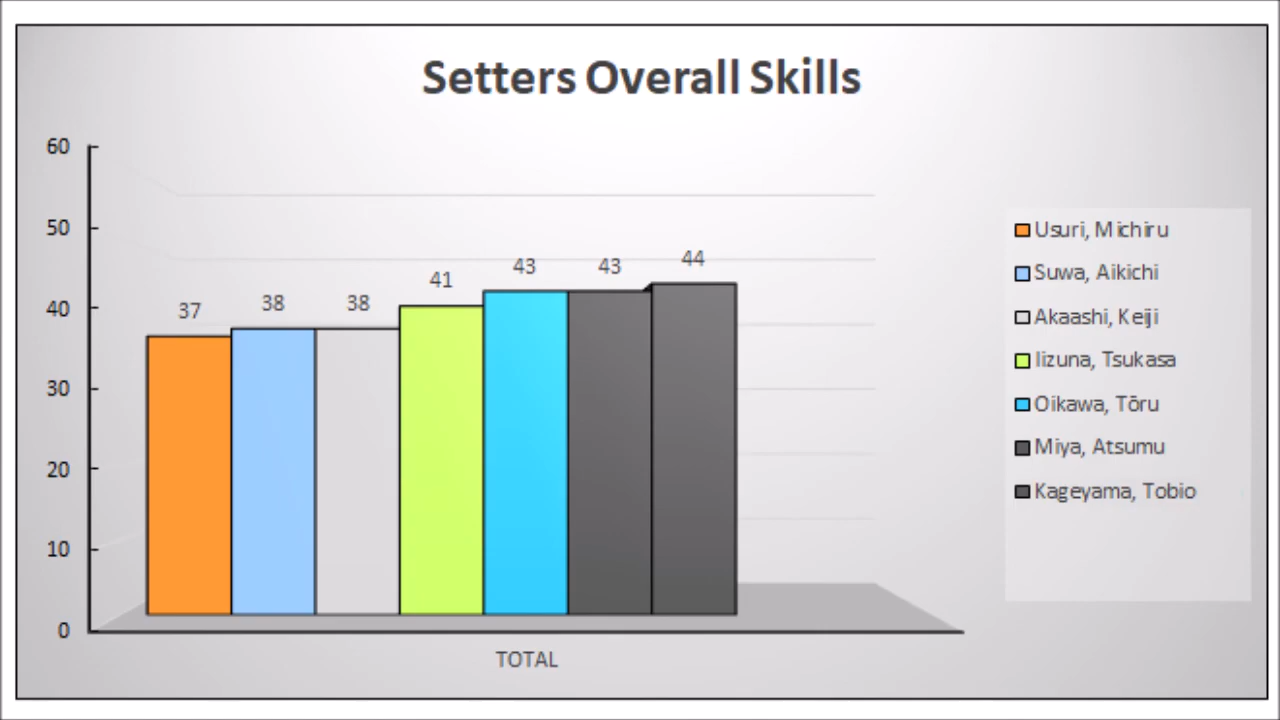 Setters Overall Skills
60
50
40
30
20
10
0
37
38
38
41
43
43
44
TOTAL
Usuri, Michiru
Suwa, Aikichi
Akaashi, Keiji
Iizuna, Tsukasa
Oikawa, Tōru
Miya, Atsumu
Kageyama, Tobio